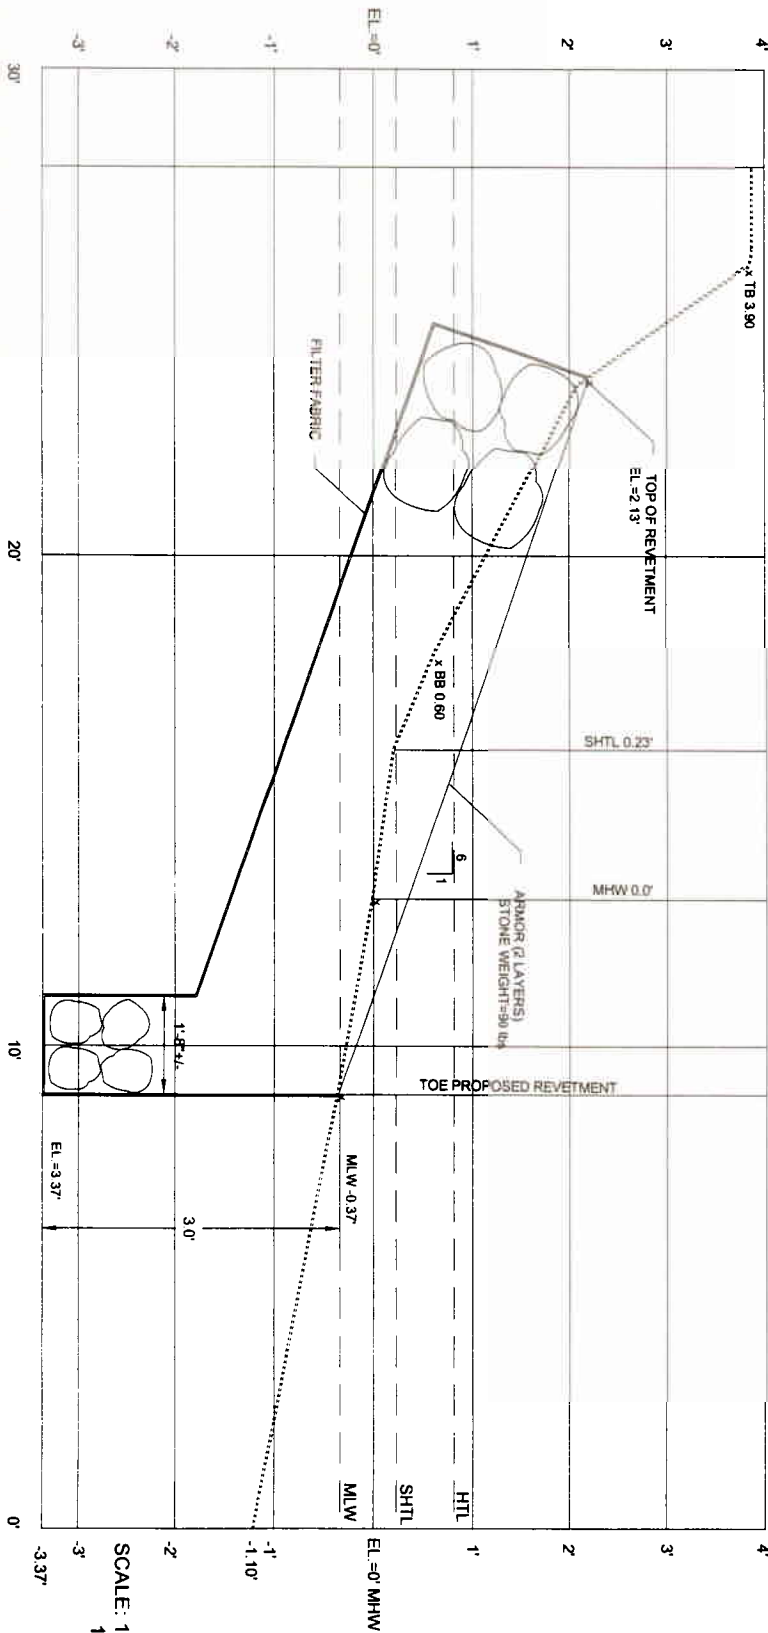 4'
2'
1'
EL.=0'
-1'
-2'
-3'
30'
20'
10'
0'
x TB 3.90
TOP OF REVETMENT
EL.=2.13'
FILTER FABRIC
x BB 0.60
SHTL 0.23'
MHW 0.0'
6
1
ARMOR (2 LAYERS)
STONE WEIGHT=90 lbs
TOE PROPOSED REVETMENT
1'-8"+/-
MLW -0.37'
3.0'
EL.=3.37'
HTL
SHTL
MLW
4'
3'
2'
1'
EL.=0' MHW
-1'
-1.10'
-2'
-3'
-3.37'
SCALE: 1
1